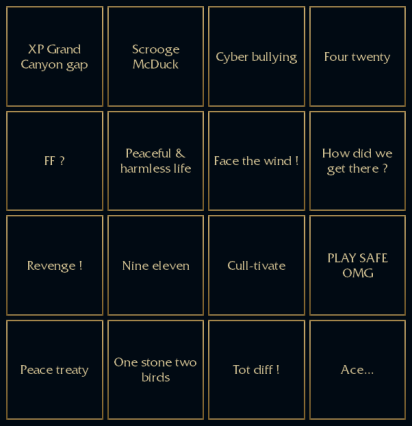 XP Grand
Canyon gap
Scrooge
McDuck
Cyber bullying
Four twenty
FF ?
Peaceful &
harmless life
Face the wind !
How did we
get there ?
Revenge !
Nine eleven
Cull-tivate
PLAY SAFE
OMG
Peace treaty
One stone two
birds
Tot diff !
Ace...